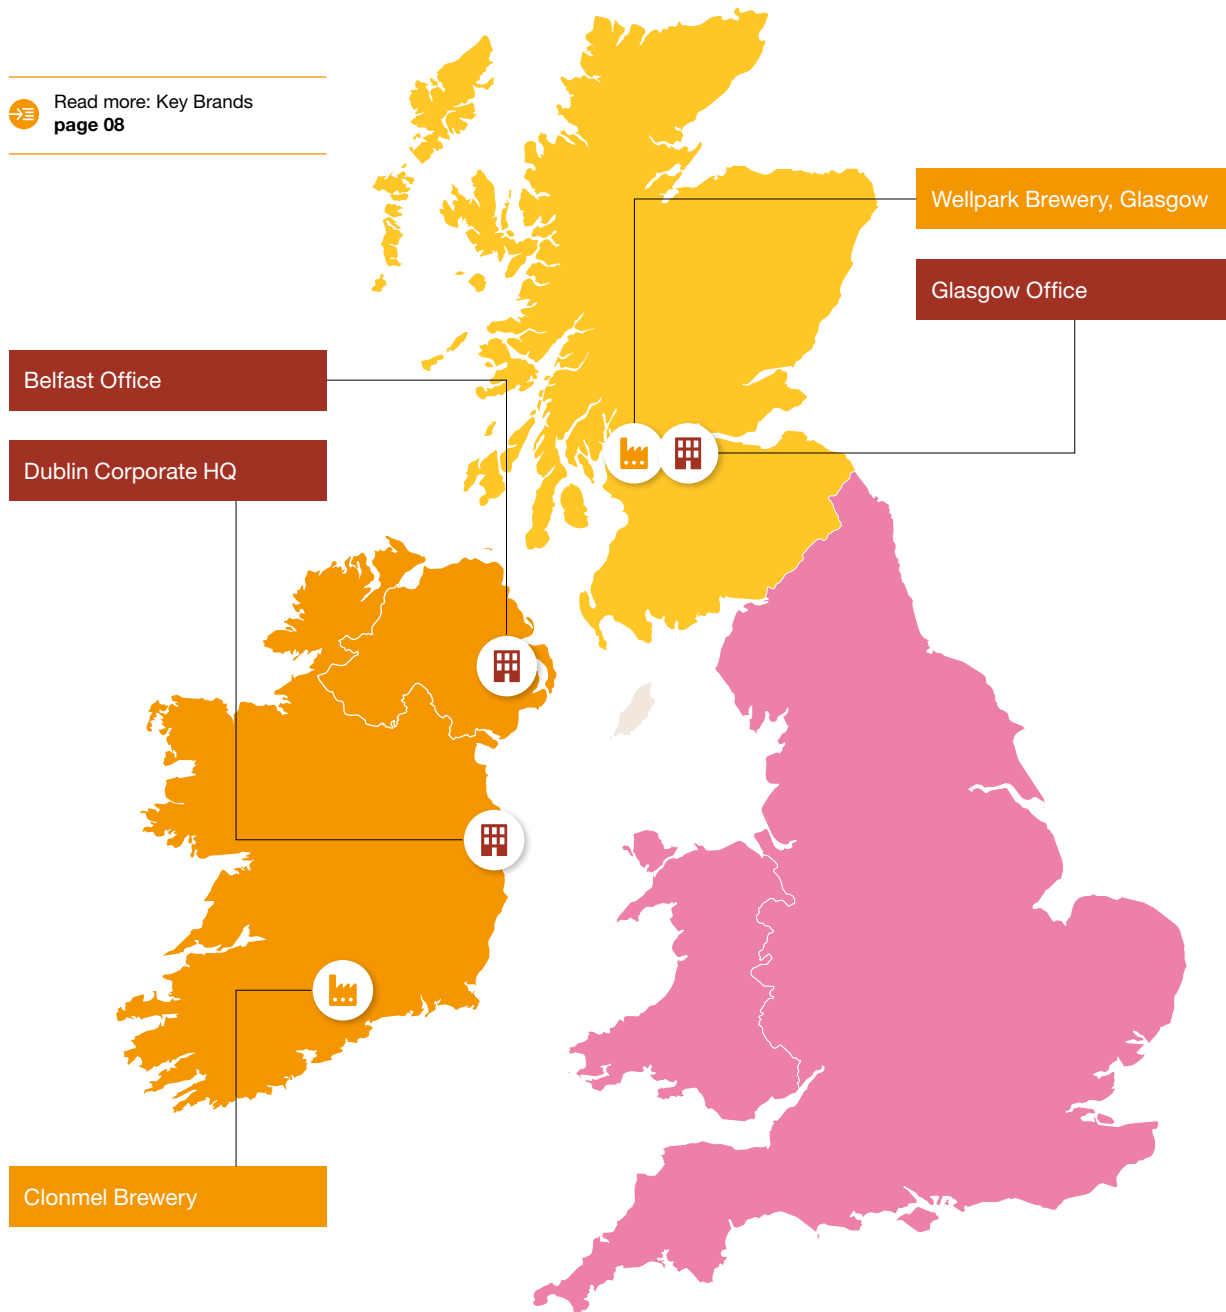 Read more: Key Brands
page 08
Wellpark Brewery, Glasgow
Glasgow Office
Belfast Office
Dublin Corporate HQ
Clonmel Brewery